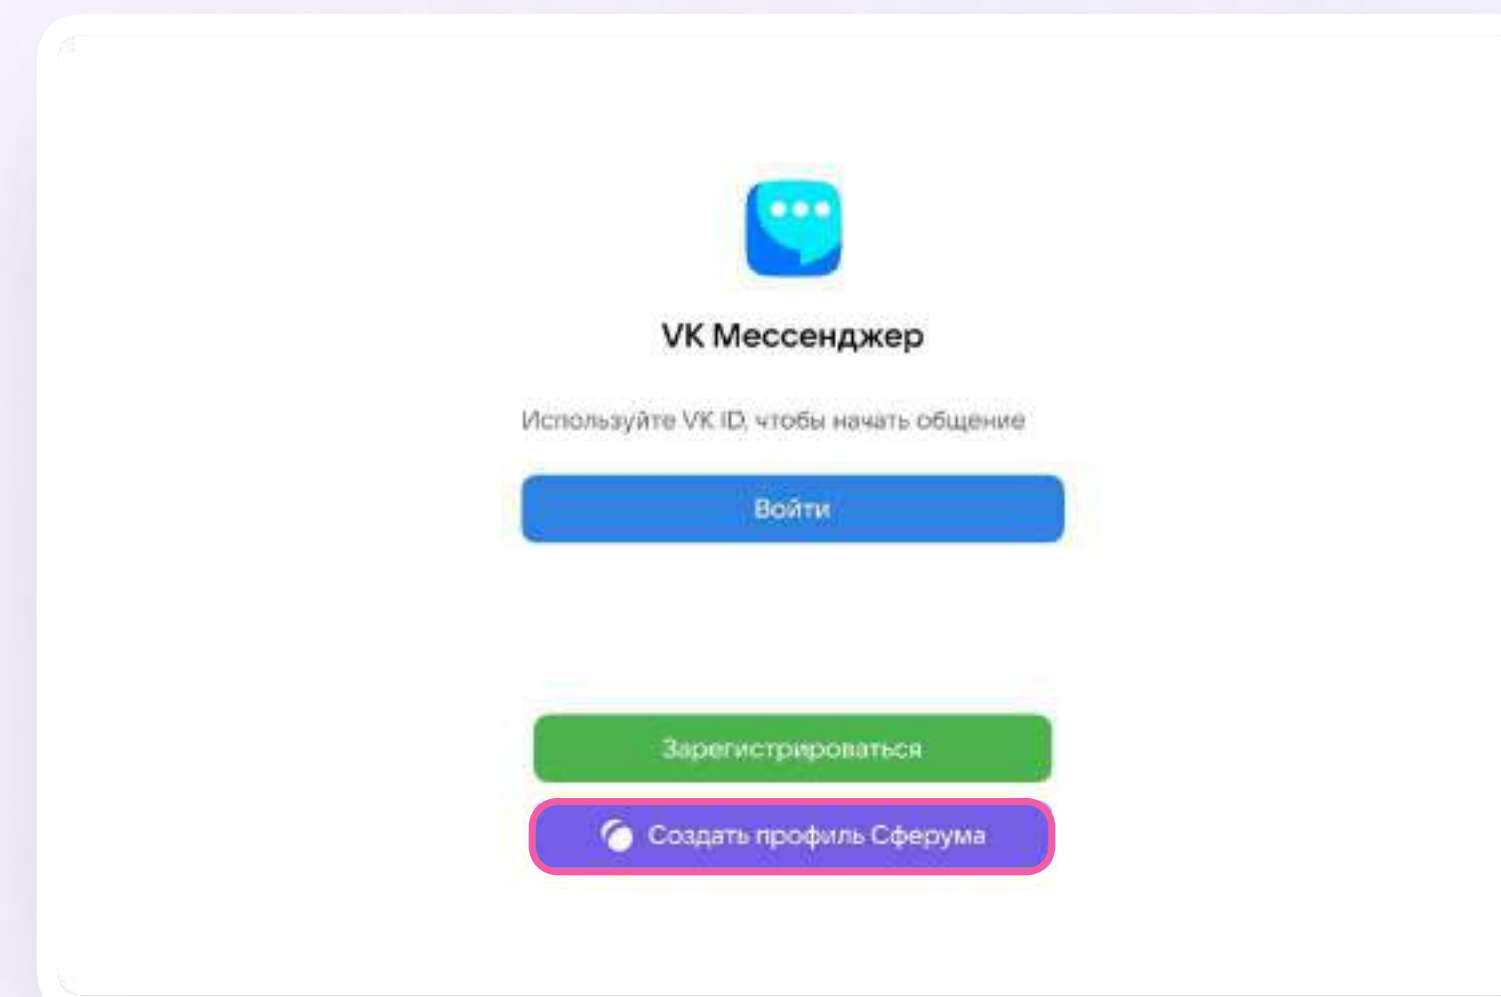 VK Мессенджер
Используйте VK ID, чтобы начать общение
Войти
Зарегистрироваться
Создать профиль Сферума